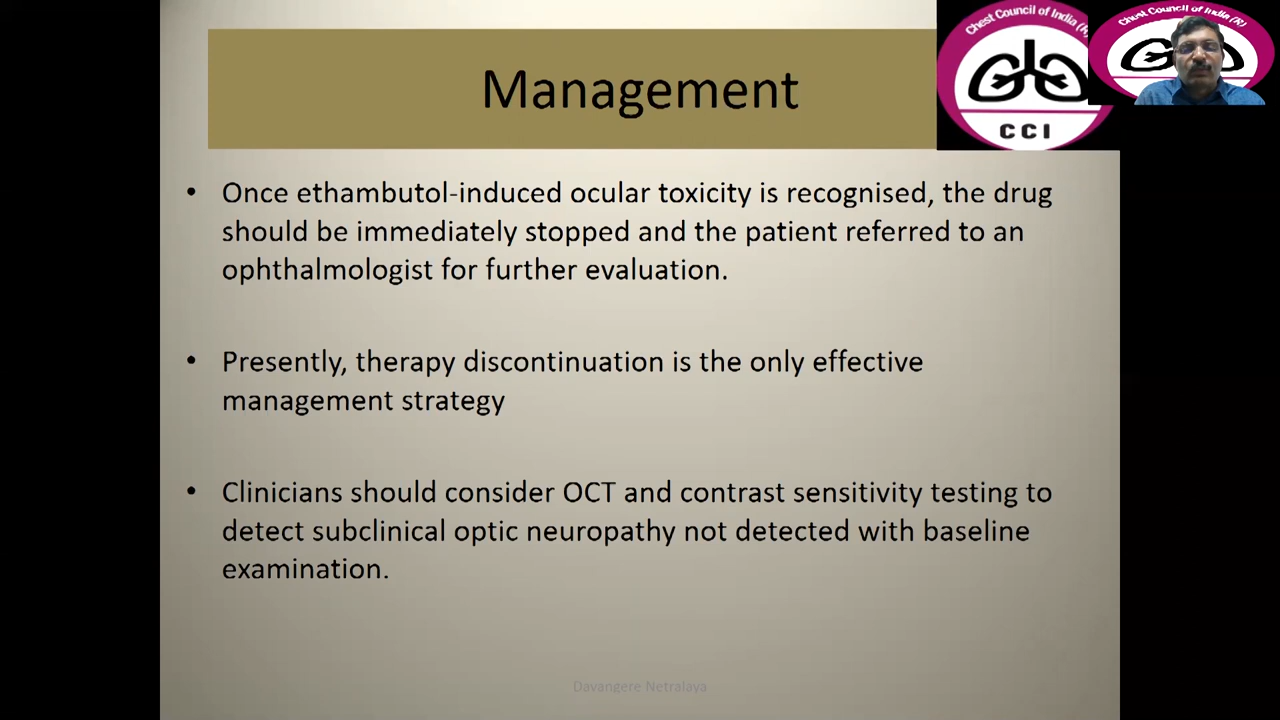 Management
Chest Council of India (R)
CCI
Chest Council of India (R)
• Once ethambutol-induced ocular toxicity is recognised, the drug
should be immediately stopped and the patient referred to an
ophthalmologist for further evaluation.
• Presently, therapy discontinuation is the only effective
management strategy
• Clinicians should consider OCT and contrast sensitivity testing to
detect subclinical optic neuropathy not detected with baseline
examination.
Davangere Netralaya